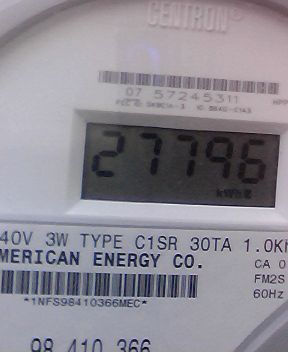 CENTRON®
07 57245311
27796
kWh
40V 3W TYPE C1SR 30TA 1.0Kh
MERICAN ENERGY CO.
CA 0
FM2S
60Hz
*1NFS98410366MEC*
98 410 366